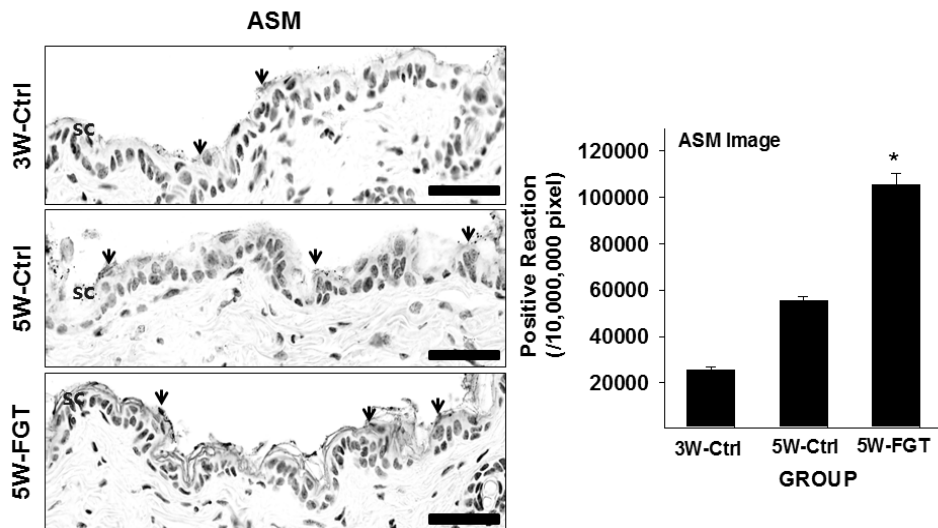 ASM
3W-Ctrl
SC
5W-Ctrl
SC
5W-FGT
SC
ASM Image
Positive Reaction
(/10,000,000 pixel)
120000
100000
80000
60000
40000
20000
*
3W-Ctrl 5W-Ctrl 5W-FGT
GROUP